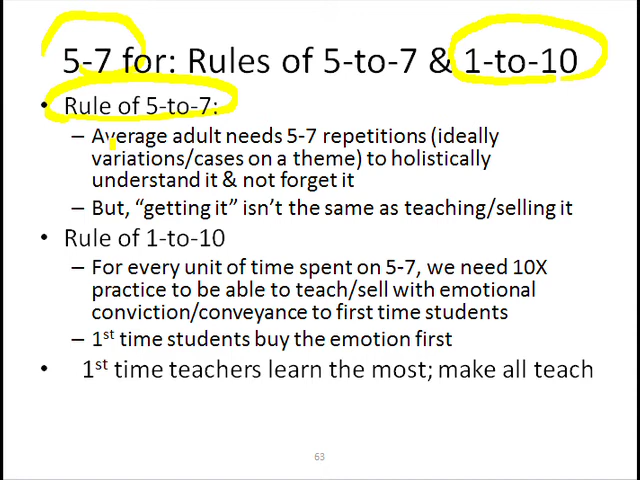 5-7 for: Rules of 5-to-7 & 1-to-10
• Rule of 5-to-7:
– Average adult needs 5-7 repetitions (ideally
variations/cases on a theme) to holistically
understand it & not forget it
– But, “getting it” isn’t the same as teaching/selling it
• Rule of 1-to-10
– For every unit of time spent on 5-7, we need 10X
practice to be able to teach/sell with emotional
conviction/conveyance to first time students
– 1st time students buy the emotion first
• 1st time teachers learn the most; make all teach
63